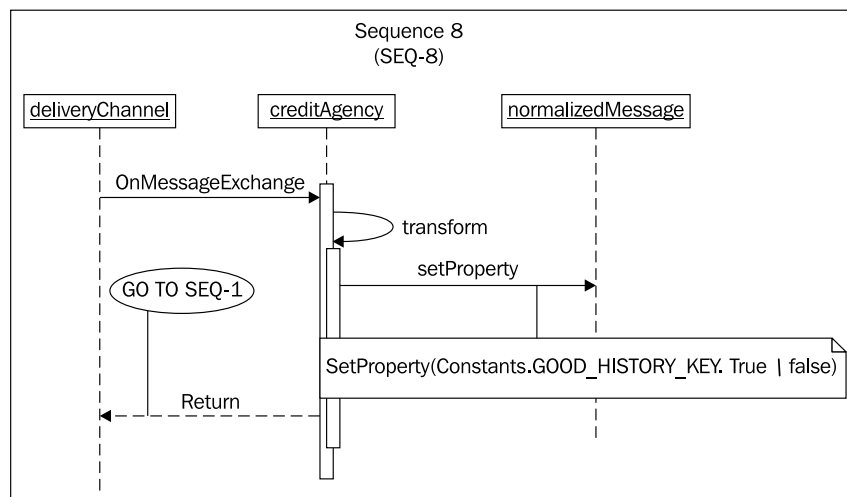 Sequence 8
(SEQ-8)
deliveryChannel
creditAgency
normalizedMessage
OnMessageExchange
transform
setProperty
GO TO SEQ-1
SetProperty(Constants.GOOD_HISTORY_KEY. True \ false)
Return